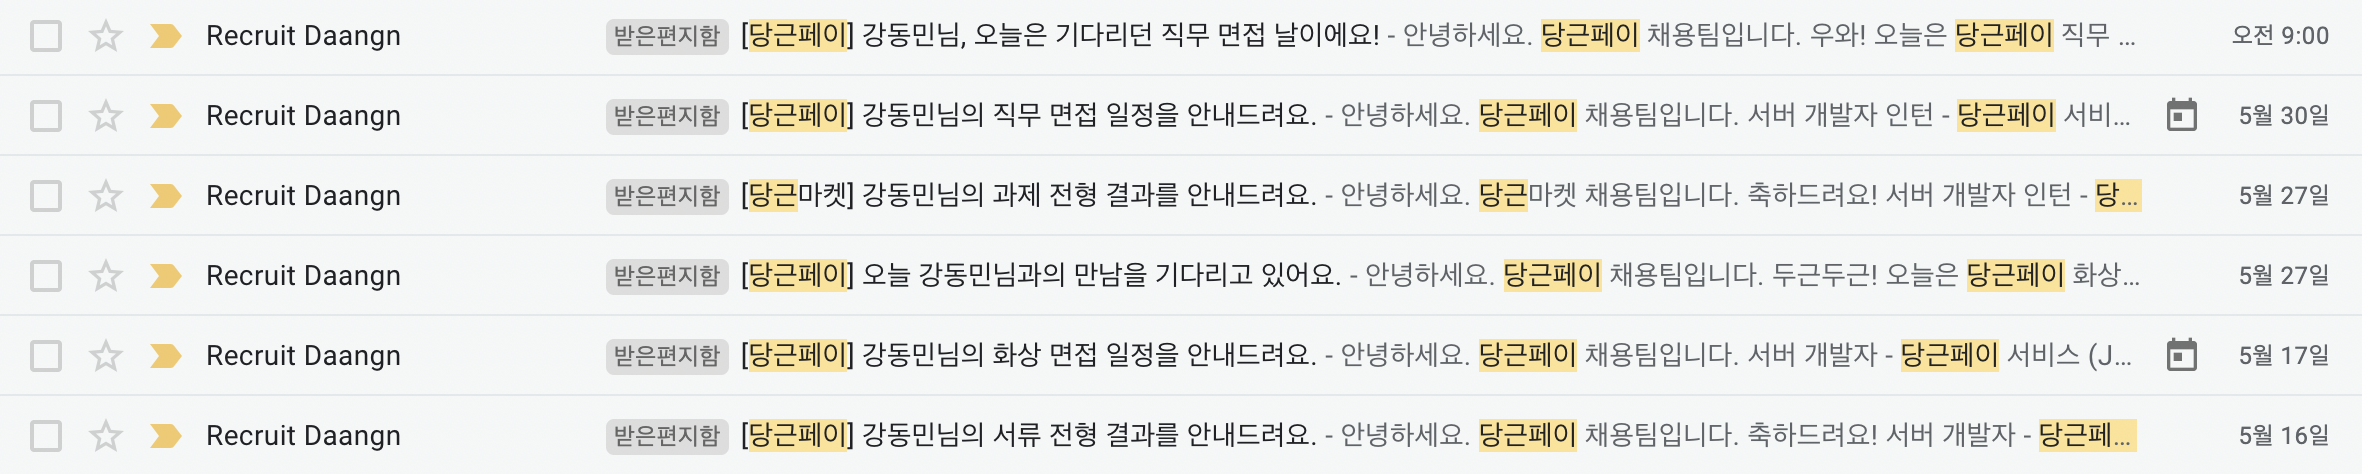 Recruit Daangn 받은편지함 [당근페이] 강동민님, 오늘은 기다리던 직무 면접 날이에요! - 안녕하세요. 당근페이 채용팀입니다. 우와! 오늘은 당근페이 직무 ... 오전 9:00
Recruit Daangn 받은편지함 [당근페이] 강동민님의 직무 면접 일정을 안내드려요. - 안녕하세요. 당근페이 채용팀입니다. 서버 개발자 인턴 - 당근페이 서비... 5월 30일
Recruit Daangn 받은편지함 [당근마켓] 강동민님의 과제 전형 결과를 안내드려요. - 안녕하세요. 당근마켓 채용팀입니다. 축하드려요! 서버 개발자 인턴 - 당... 5월 27일
Recruit Daangn 받은편지함 [당근페이] 오늘 강동민님과의 만남을 기다리고 있어요. - 안녕하세요. 당근페이 채용팀입니다. 두근두근! 오늘은 당근페이 화상... 5월 27일
Recruit Daangn 받은편지함 [당근페이] 강동민님의 화상 면접 일정을 안내드려요. - 안녕하세요. 당근페이 채용팀입니다. 서버 개발자 - 당근페이 서비스 (J... 5월 17일
Recruit Daangn 받은편지함 [당근페이] 강동민님의 서류 전형 결과를 안내드려요. - 안녕하세요. 당근페이 채용팀입니다. 축하드려요! 서버 개발자 - 당근페... 5월 16일